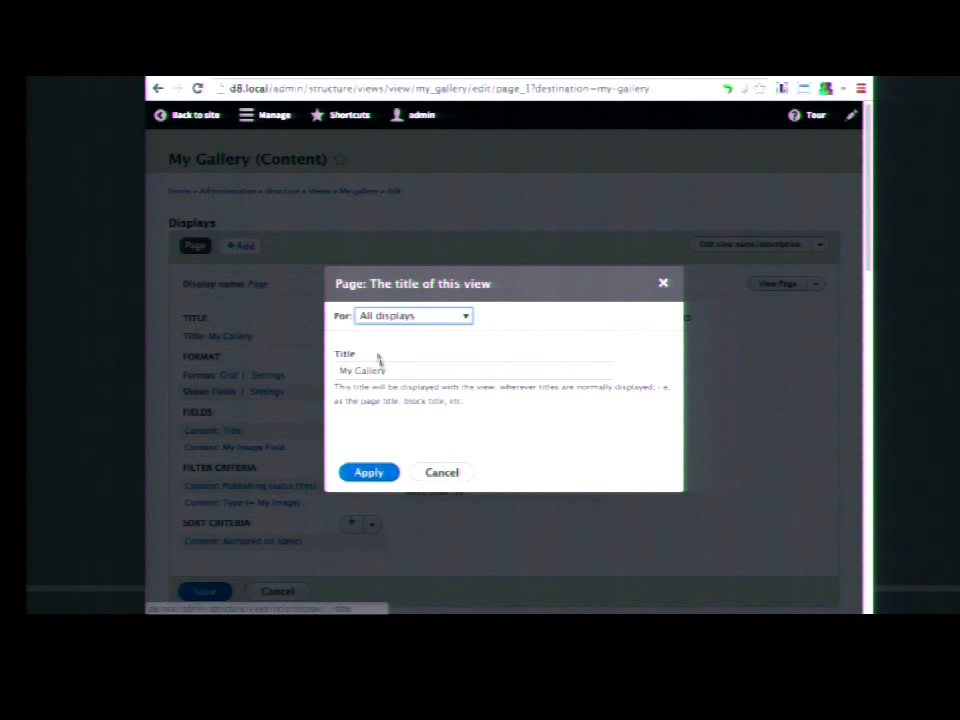 d8.local/admin/structure/views/view/my_gallery/edit/page_1?destination=my-gallery
Back to site Manage Shortcuts admin Tour
My Gallery (Content)
Home » Administration » Structure » Views » My gallery » Edit
Displays
Page +Add Edit view name/description
Display name: Page View Page
TITLE
Title: My Gallery
FORMAT
Format: Grid | Settings
Show: Fields | Settings
FIELDS
Content: Title
Content: My Image Field
FILTER CRITERIA
Content: Publishing status (Yes)
Content: Type (= My Image)
SORT CRITERIA
Content: Authored on (desc)
Save Cancel
Page: The title of this view
For: All displays
Title
My Gallery
This title will be displayed with the view, wherever titles are normally displayed; i.e,
as the page title, block title, etc.
Apply Cancel